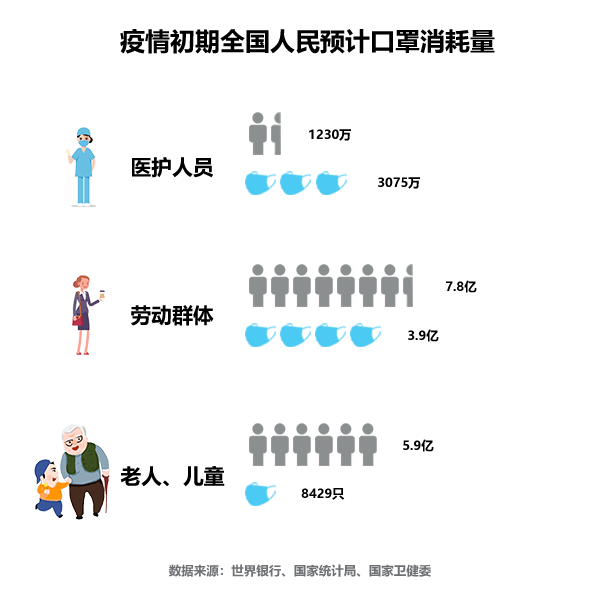 疫情初期全国人民预计口罩消耗量
1230万
医护人员
3075万
7.8亿
劳动群体
3.9亿
5.9亿
老人、儿童
8429只
数据来源：世界银行、国家统计局、国家卫健委